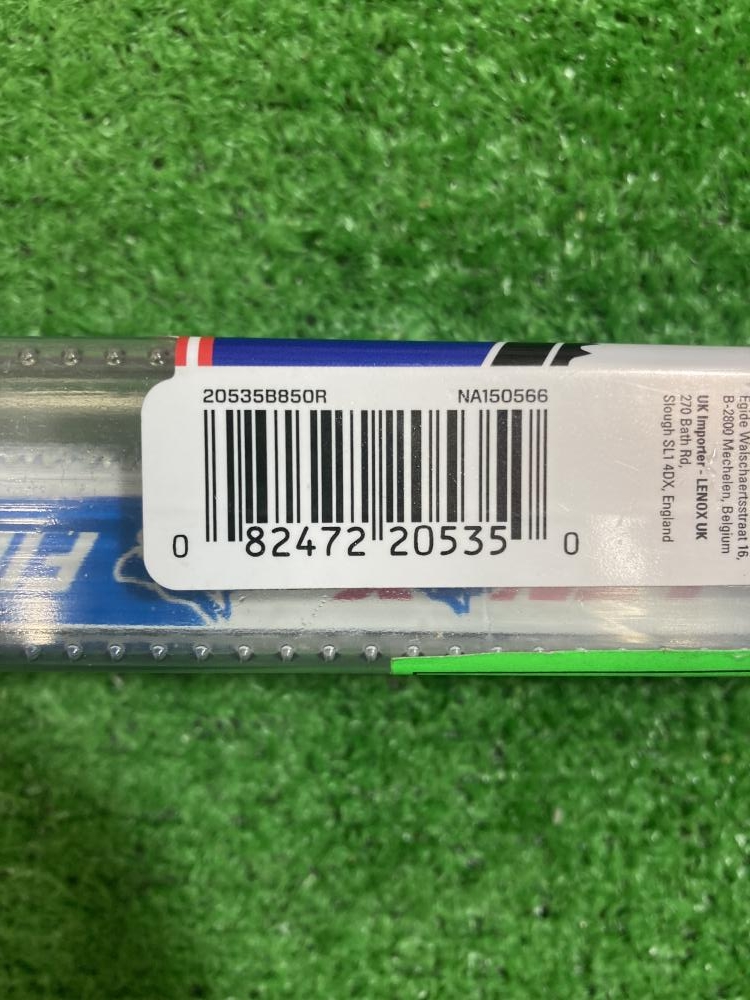 20535B850R NA150566
0 82472 20535 0
Egide Walschaertsstraat 16,
B-2800 Mechelen, Belgium
UK Importer - LENOX UK
270 Bath Rd,
Slough SL1 4DX, England